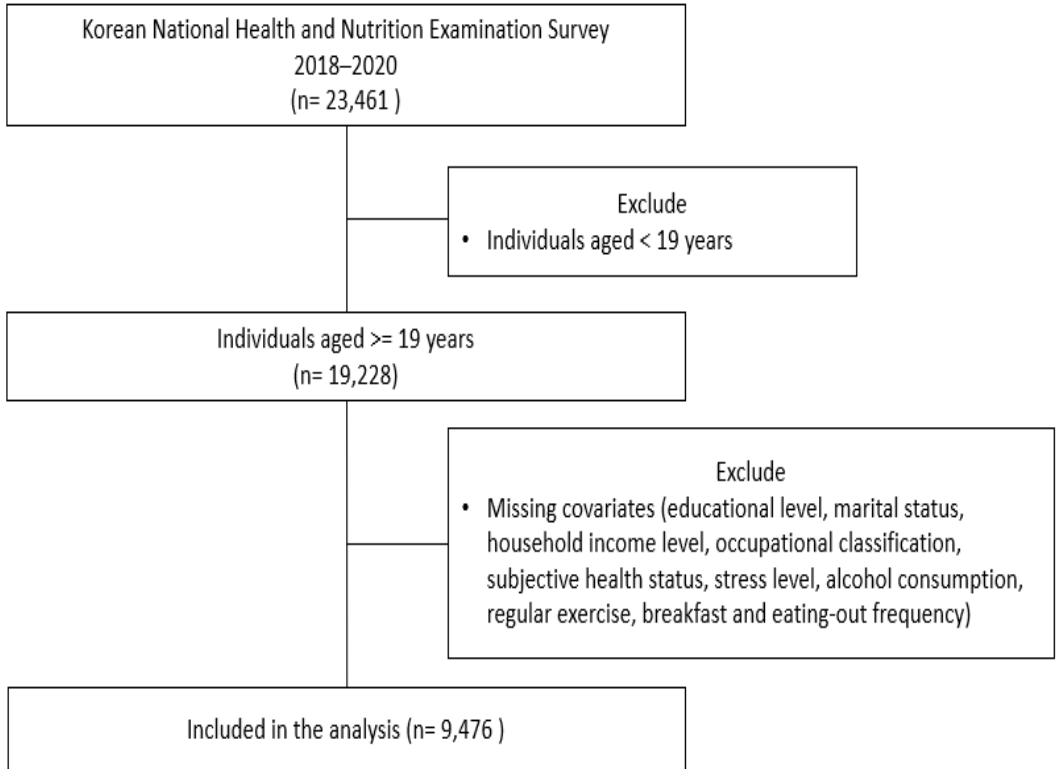 Korean National Health and Nutrition Examination Survey
2018–2020
(n= 23,461 )
Exclude
• Individuals aged < 19 years
Individuals aged >= 19 years
(n= 19,228)
Exclude
• Missing covariates (educational level, marital status,
household income level, occupational classification,
subjective health status, stress level, alcohol consumption,
regular exercise, breakfast and eating-out frequency)
Included in the analysis (n= 9,476 )